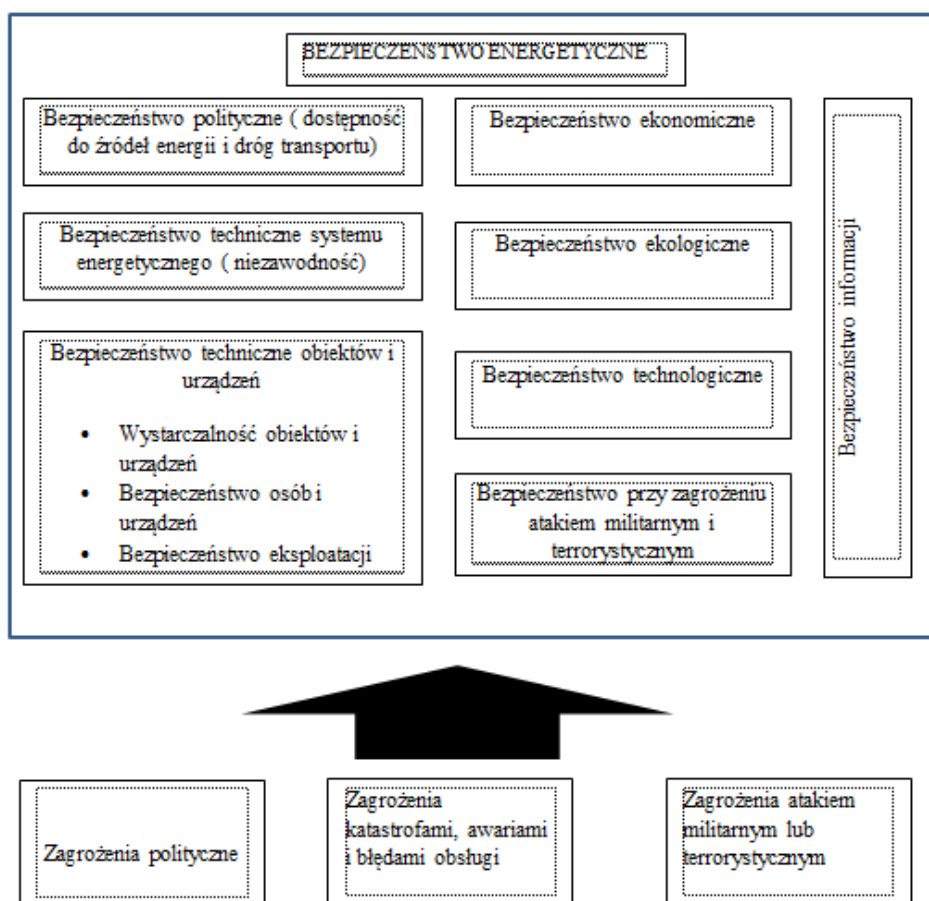 BEZPIECZEŃSTWO ENERGETYCZNE
Bezpieczeństwo polityczne ( dostępność
do źródeł energii i dróg transportu)
Bezpieczeństwo techniczne systemu
energetycznego ( niezawodność)
Bezpieczeństwo techniczne obiektów i
urządzeń
• Wystarczalność obiektów i
urządzeń
• Bezpieczeństwo osób i
urządzeń
• Bezpieczeństwo eksploatacji
Bezpieczeństwo ekonomiczne
Bezpieczeństwo ekologiczne
Bezpieczeństwo technologiczne
Bezpieczeństwo przy zagrożeniu
atakiem militarnym i
terrorystycznym
Bezpieczeństwo informacji
Zagrożenia polityczne
Zagrożenia
katastrofami, awariami
i błędami obsługi
Zagrożenia atakiem
militarnym lub
terrorystycznym